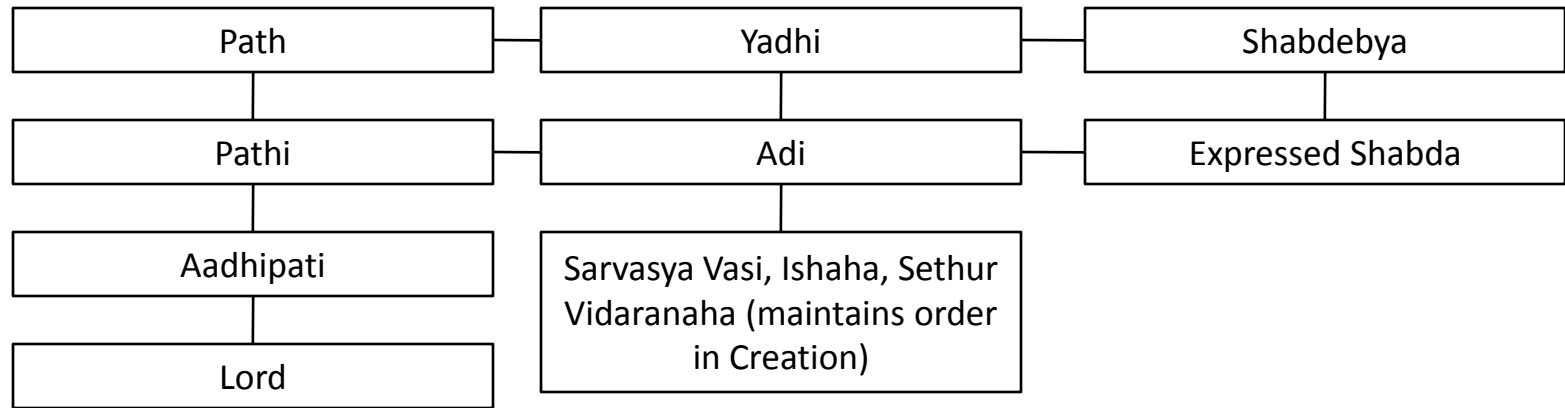 Path
Yadhi
Shabdebya
Pathi
Adi
Expressed Shabda
Aadhipati
Sarvasya Vasi, Ishaha, Sethur
Vidaranaha (maintains order
in Creation)
Lord